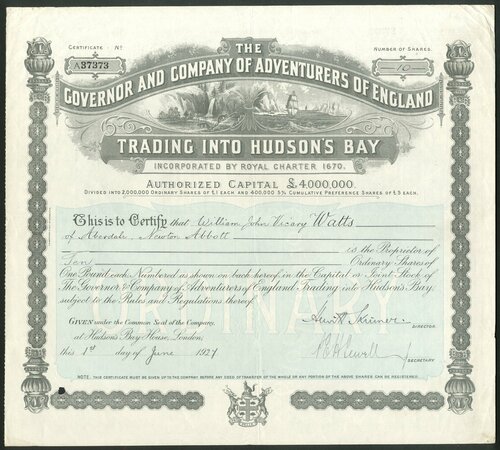 CERTIFICATE Nº
A37373
NUMBER OF SHARES.
10
THE
GOVERNOR AND COMPANY OF ADVENTURERS OF ENGLAND
TRADING INTO HUDSON'S BAY
INCORPORATED BY ROYAL CHARTER 1670.
AUTHORIZED CAPITAL £4,000,000.
DIVIDED INTO 2,000,000 ORDINARY SHARES OF £1 EACH AND 400,000 5% CUMULATIVE PREFERENCE SHARES OF £5 EACH.
This is to Certify that William John Vicary Watts
of Aberdale, Newton Abbott
is the Proprietor of
Ten Ordinary Shares of
One Pound each, Numbered as shown on back hereof, in the Capital or Joint Stock of
The Governor & Company of Adventurers of England Trading into Hudson's Bay,
subject to the Rules and Regulations thereof.
ORDINARY
GIVEN under the Common Seal of the Company,
at Hudson's Bay House, London,
this 1st day of June 1927
DIRECTOR.
SECRETARY.
NOTE. THIS CERTIFICATE MUST BE GIVEN UP TO THE COMPANY BEFORE ANY DEED OF TRANSFER OF THE WHOLE OR ANY PORTION OF THE ABOVE SHARES CAN BE REGISTERED.